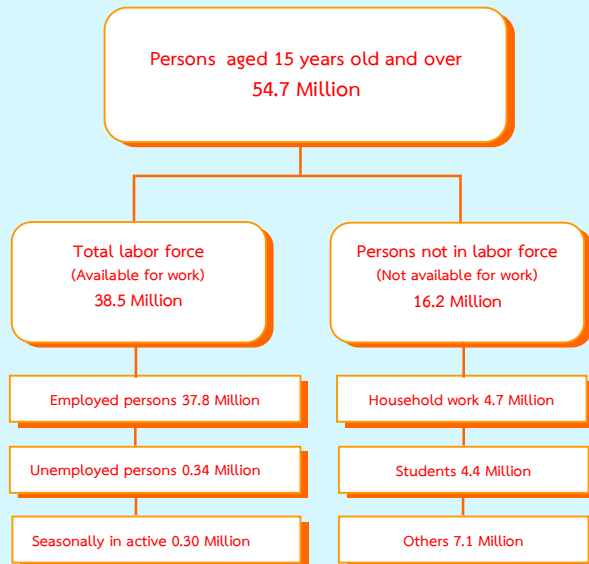 Persons aged 15 years old and over
54.7 Million
Total labor force
(Available for work)
38.5 Million
Persons not in labor force
(Not available for work)
16.2 Million
Employed persons 37.8 Million
Household work 4.7 Million
Unemployed persons 0.34 Million
Students 4.4 Million
Seasonally in active 0.30 Million
Others 7.1 Million